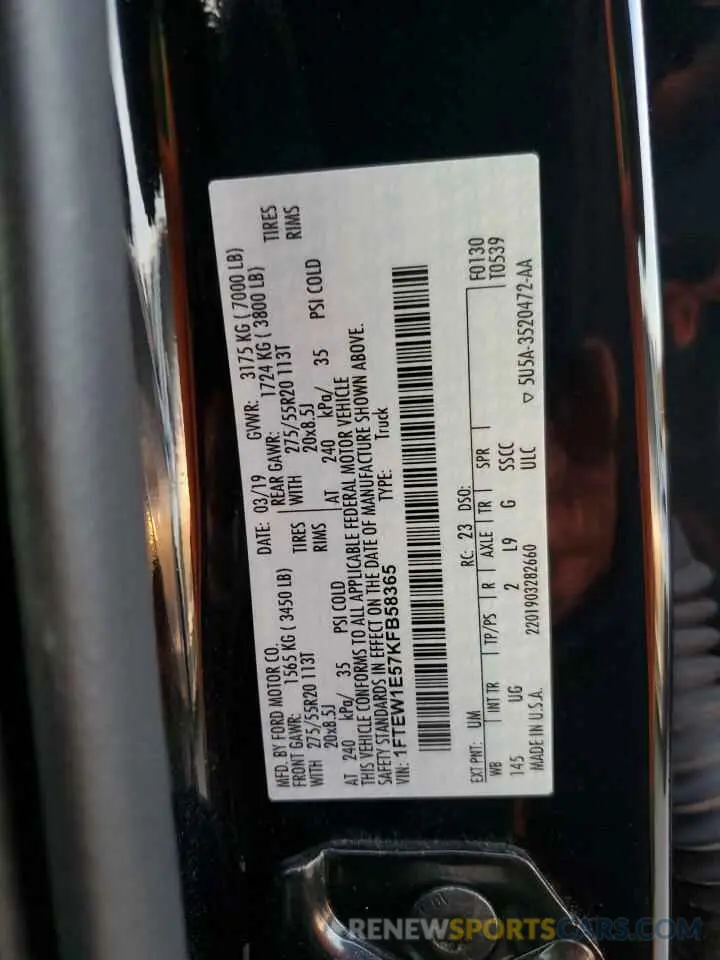 MFD. BY FORD MOTOR CO.
DATE: 03/19 GVWR: 3175 KG ( 7000 LB)
FRONT GAWR: 1565 KG ( 3450 LB) REAR GAWR: 1724 KG ( 3800 LB)
WITH 275/55R20 113T TIRES WITH 275/55R20 113T TIRES
20x8.5J RIMS 20x8.5J RIMS
AT 240 kPa/ 35 PSI COLD AT 240 kPa/ 35 PSI COLD
THIS VEHICLE CONFORMS TO ALL APPLICABLE FEDERAL MOTOR VEHICLE
SAFETY STANDARDS IN EFFECT ON THE DATE OF MANUFACTURE SHOWN ABOVE.
VIN: 1FTEW1E57KFB58365 TYPE: Truck
F0130
EXT PNT: UM RC: 23 DSO: T0539
WB INT TR TP/PS R AXLE TR SPR
145 UG 2 L9 G SSCC
ULC
MADE IN U.S.A. 2201903282660 ▽ 5U5A-3520472-AA
RENEWSPORTSCARS.COM